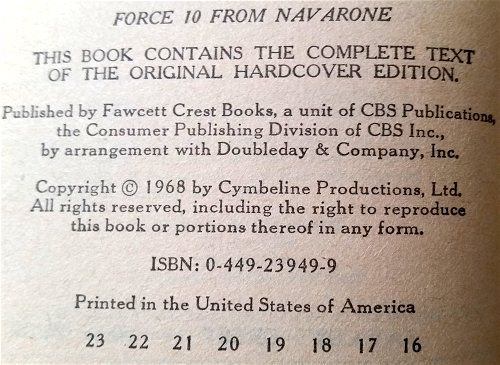 FORCE 10 FROM NAVARONE
THIS BOOK CONTAINS THE COMPLETE TEXT
OF THE ORIGINAL HARDCOVER EDITION.
Published by Fawcett Crest Books, a unit of CBS Publications,
the Consumer Publishing Division of CBS Inc.,
by arrangement with Doubleday & Company, Inc.
Copyright © 1968 by Cymbeline Productions, Ltd.
All rights reserved, including the right to reproduce
this book or portions thereof in any form.
ISBN: 0-449-23949-9
Printed in the United States of America
23 22 21 20 19 18 17 16